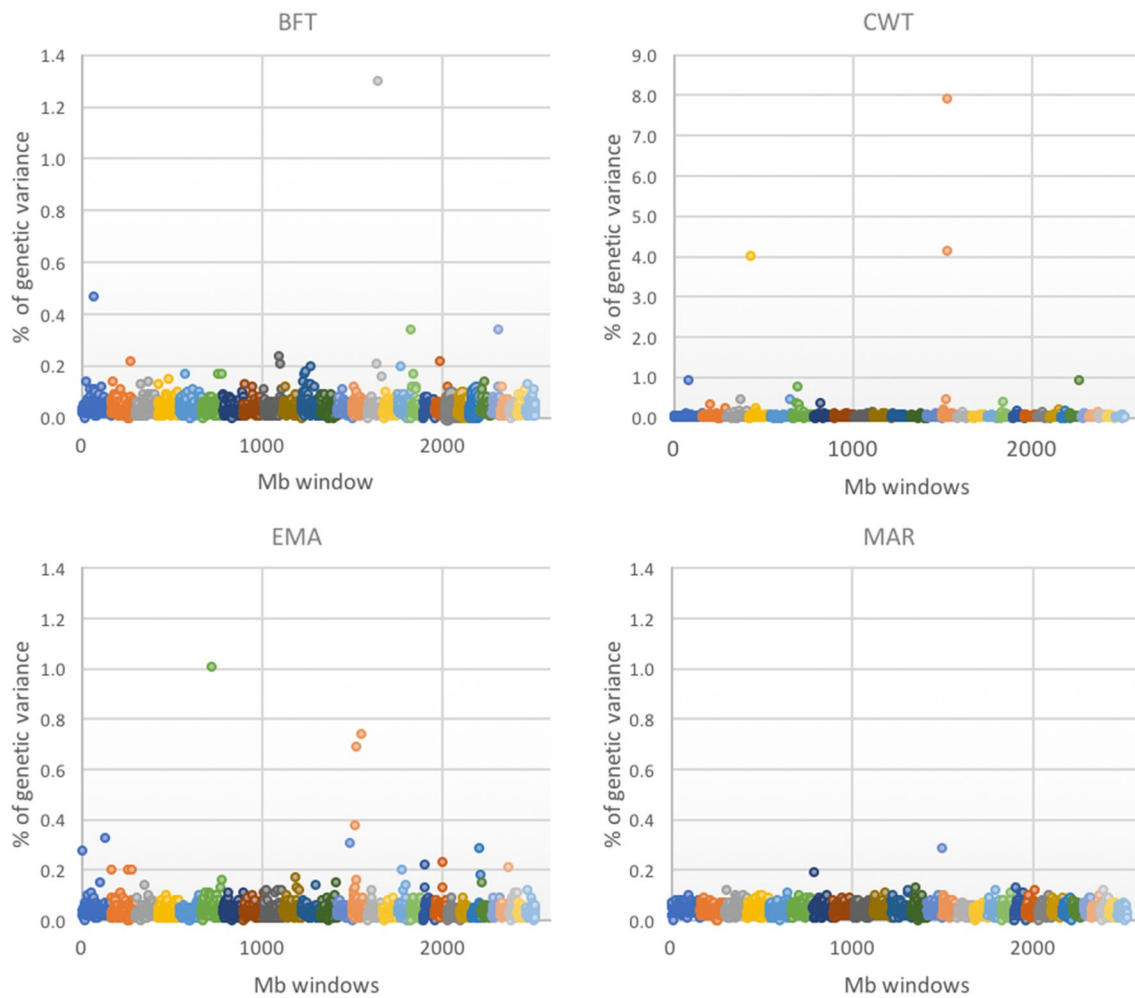 BFT
1.4
1.2
1.0
0.8
0.6
0.4
0.2
0.0
% of genetic variance
0 1000 2000
Mb window
CWT
9.0
8.0
7.0
6.0
5.0
4.0
3.0
2.0
1.0
0.0
% of genetic variance
0 1000 2000
Mb windows
EMA
1.4
1.2
1.0
0.8
0.6
0.4
0.2
0.0
% of genetic variance
0 1000 2000
Mb windows
MAR
1.4
1.2
1.0
0.8
0.6
0.4
0.2
0.0
% of genetic variance
0 1000 2000
Mb windows